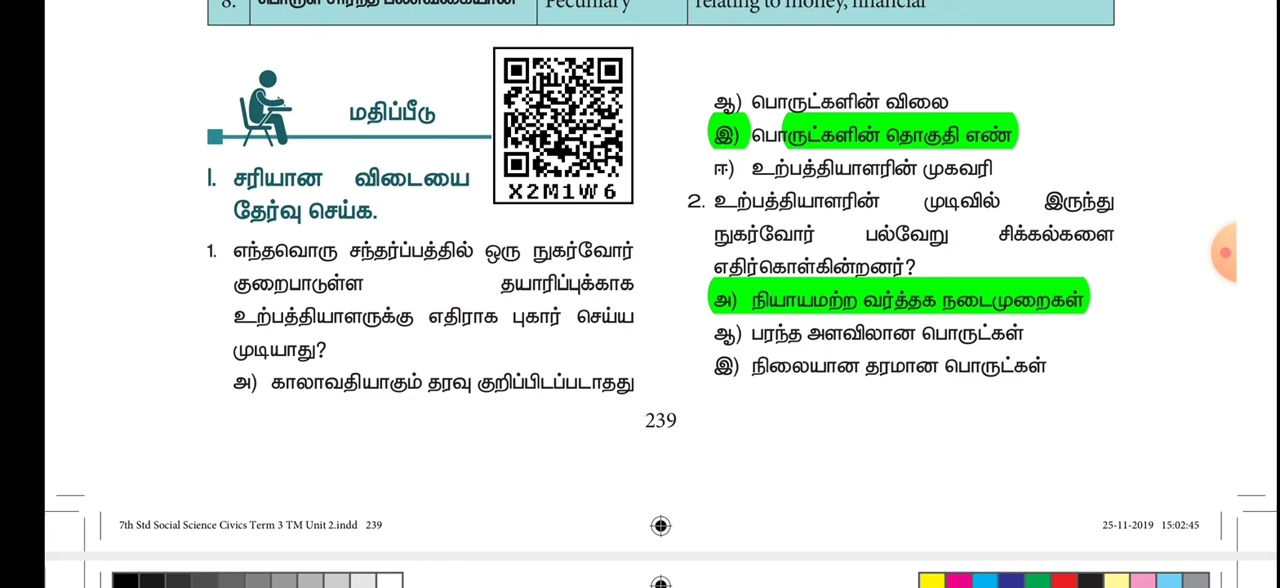 8.
Pecuniary
relating to money, financial
மதிப்பீடு
X2M1W6
I. சரியான விடையை
தேர்வு செய்க.
1. எந்தவொரு சந்தர்ப்பத்தில் ஒரு நுகர்வோர்
குறைபாடுள்ள தயாரிப்புக்காக
உற்பத்தியாளருக்கு எதிராக புகார் செய்ய
முடியாது?
அ) காலாவதியாகும் தரவு குறிப்பிடப்படாதது
ஆ) பொருட்களின் விலை
இ) பொருட்களின் தொகுதி எண்
ஈ) உற்பத்தியாளரின் முகவரி
2. உற்பத்தியாளரின் முடிவில் இருந்து
நுகர்வோர் பல்வேறு சிக்கல்களை
எதிர்கொள்கின்றனர்?
அ) நியாயமற்ற வர்த்தக நடைமுறைகள்
ஆ) பரந்த அளவிலான பொருட்கள்
இ) நிலையான தரமான பொருட்கள்
239
7th Std Social Science Civics Term 3 TM Unit 2.indd 239
25-11-2019 15:02:45